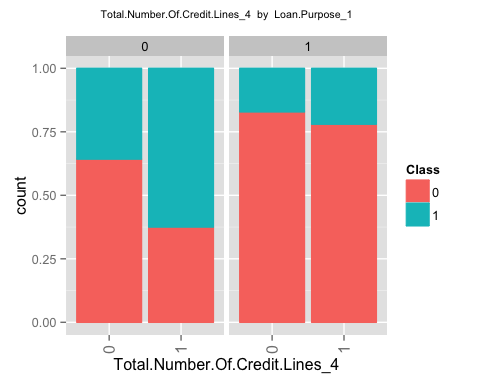 Total.Number.Of.Credit.Lines_4 by Loan.Purpose_1
0 1
1.00
0.75
0.50
0.25
0.00
count
0 1 0 1
Total.Number.Of.Credit.Lines_4
Class
0
1